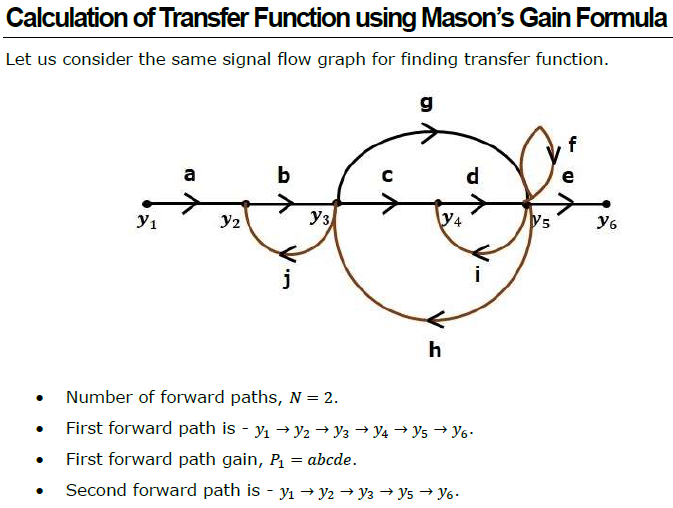 Calculation of Transfer Function using Mason's Gain Formula
Let us consider the same signal flow graph for finding transfer function.
g
f
a b c d e
y₁ y₂ y₃ y₄ y₅ y₆
j i
h
• Number of forward paths, N = 2.
• First forward path is - y₁ → y₂ → y₃ → y₄ → y₅ → y₆.
• First forward path gain, P₁ = abcde.
• Second forward path is - y₁ → y₂ → y₃ → y₅ → y₆.